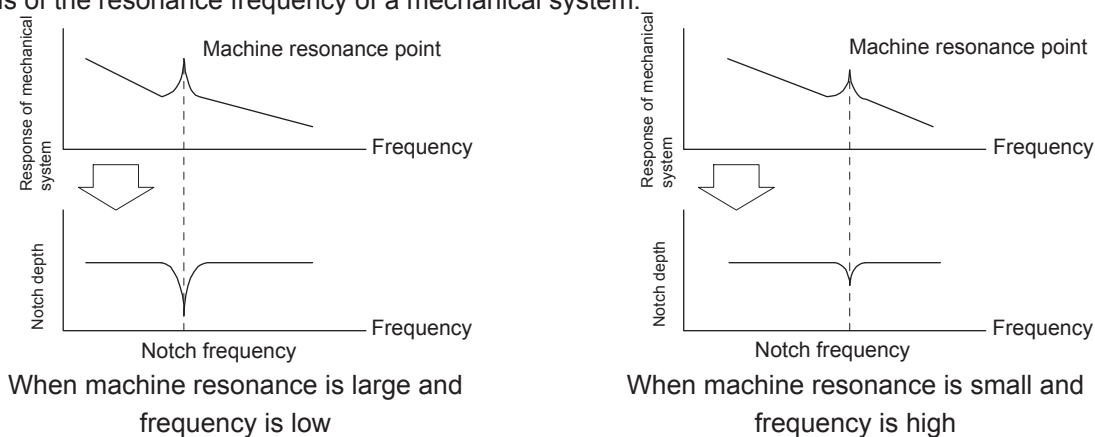 of the resonance frequency of a mechanical system.
Response of mechanical
system
Machine resonance point
Frequency
Notch depth
Frequency
Notch frequency
When machine resonance is large and
frequency is low
Response of mechanical
system
Machine resonance point
Frequency
Notch depth
Frequency
Notch frequency
When machine resonance is small and
frequency is high